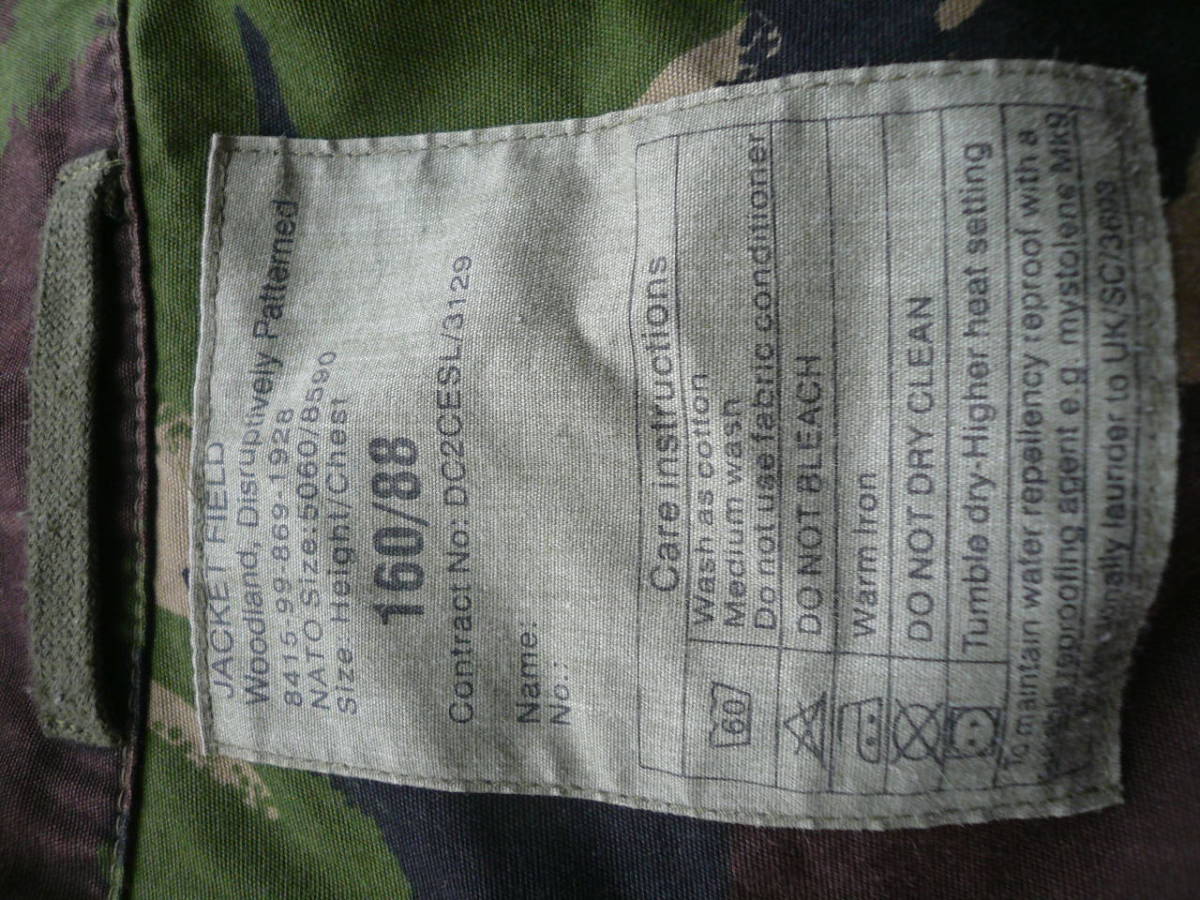 JACKET FIELD
Woodland, Disruptively Patterned
8415-99-869-1928
NATO Size:5060/8590
Size: Height/Chest
160/88
Contract No: DC2CESL/3129
Name:
No.:
Care instructions
60
Wash as cotton
Medium wash
Do not use fabric conditioner
DO NOT BLEACH
Warm Iron
DO NOT DRY CLEAN
Tumble dry-Higher heat setting
To maintain water repellency reproof with a
reproofing agent e.g. mystolene Mk9
launder to UK/SC/3693